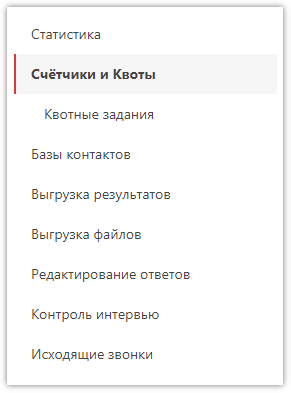 Статистика
Счётчики и Квоты
Квотные задания
Базы контактов
Выгрузка результатов
Выгрузка файлов
Редактирование ответов
Контроль интервью
Исходящие звонки